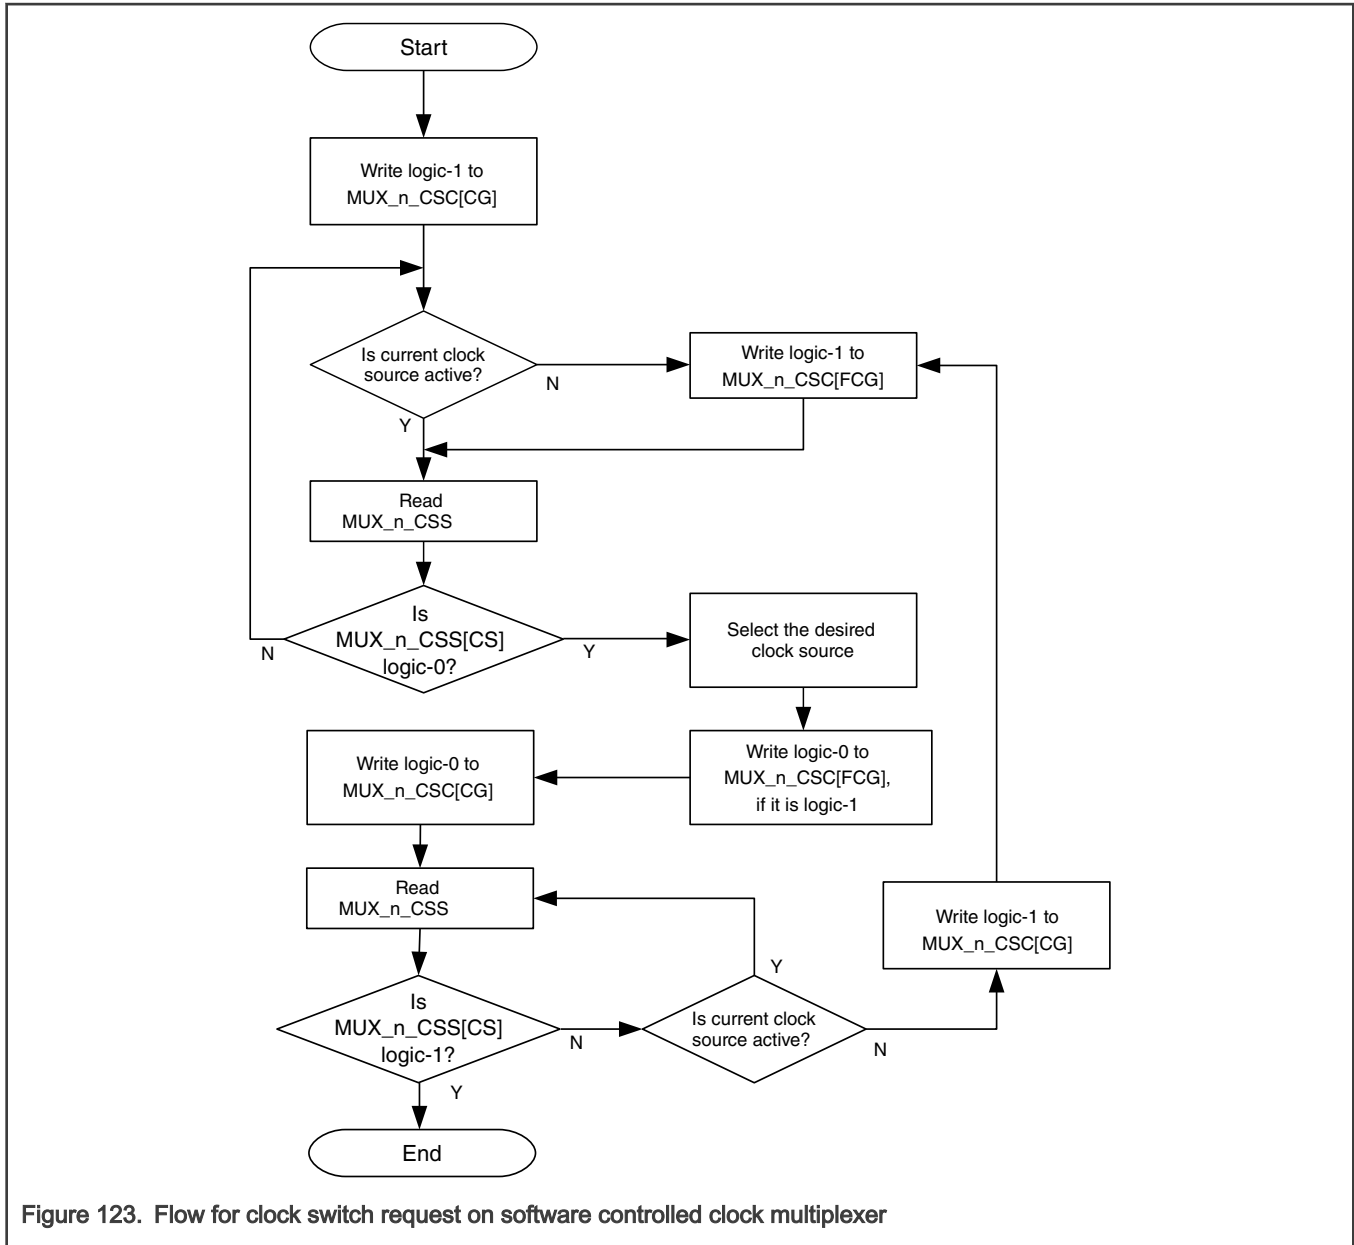 Start
Write logic-1 to
MUX_n_CSC[CG]
Is current clock
source active?
N
Y
Write logic-1 to
MUX_n_CSC[FCG]
Read
MUX_n_CSS
Is
MUX_n_CSS[CS]
logic-0?
N
Y
Select the desired
clock source
Write logic-0 to
MUX_n_CSC[FCG],
if it is logic-1
Write logic-0 to
MUX_n_CSC[CG]
Read
MUX_n_CSS
Is
MUX_n_CSS[CS]
logic-1?
N
Y
Is current clock
source active?
Y
N
Write logic-1 to
MUX_n_CSC[CG]
End
Figure 123. Flow for clock switch request on software controlled clock multiplexer